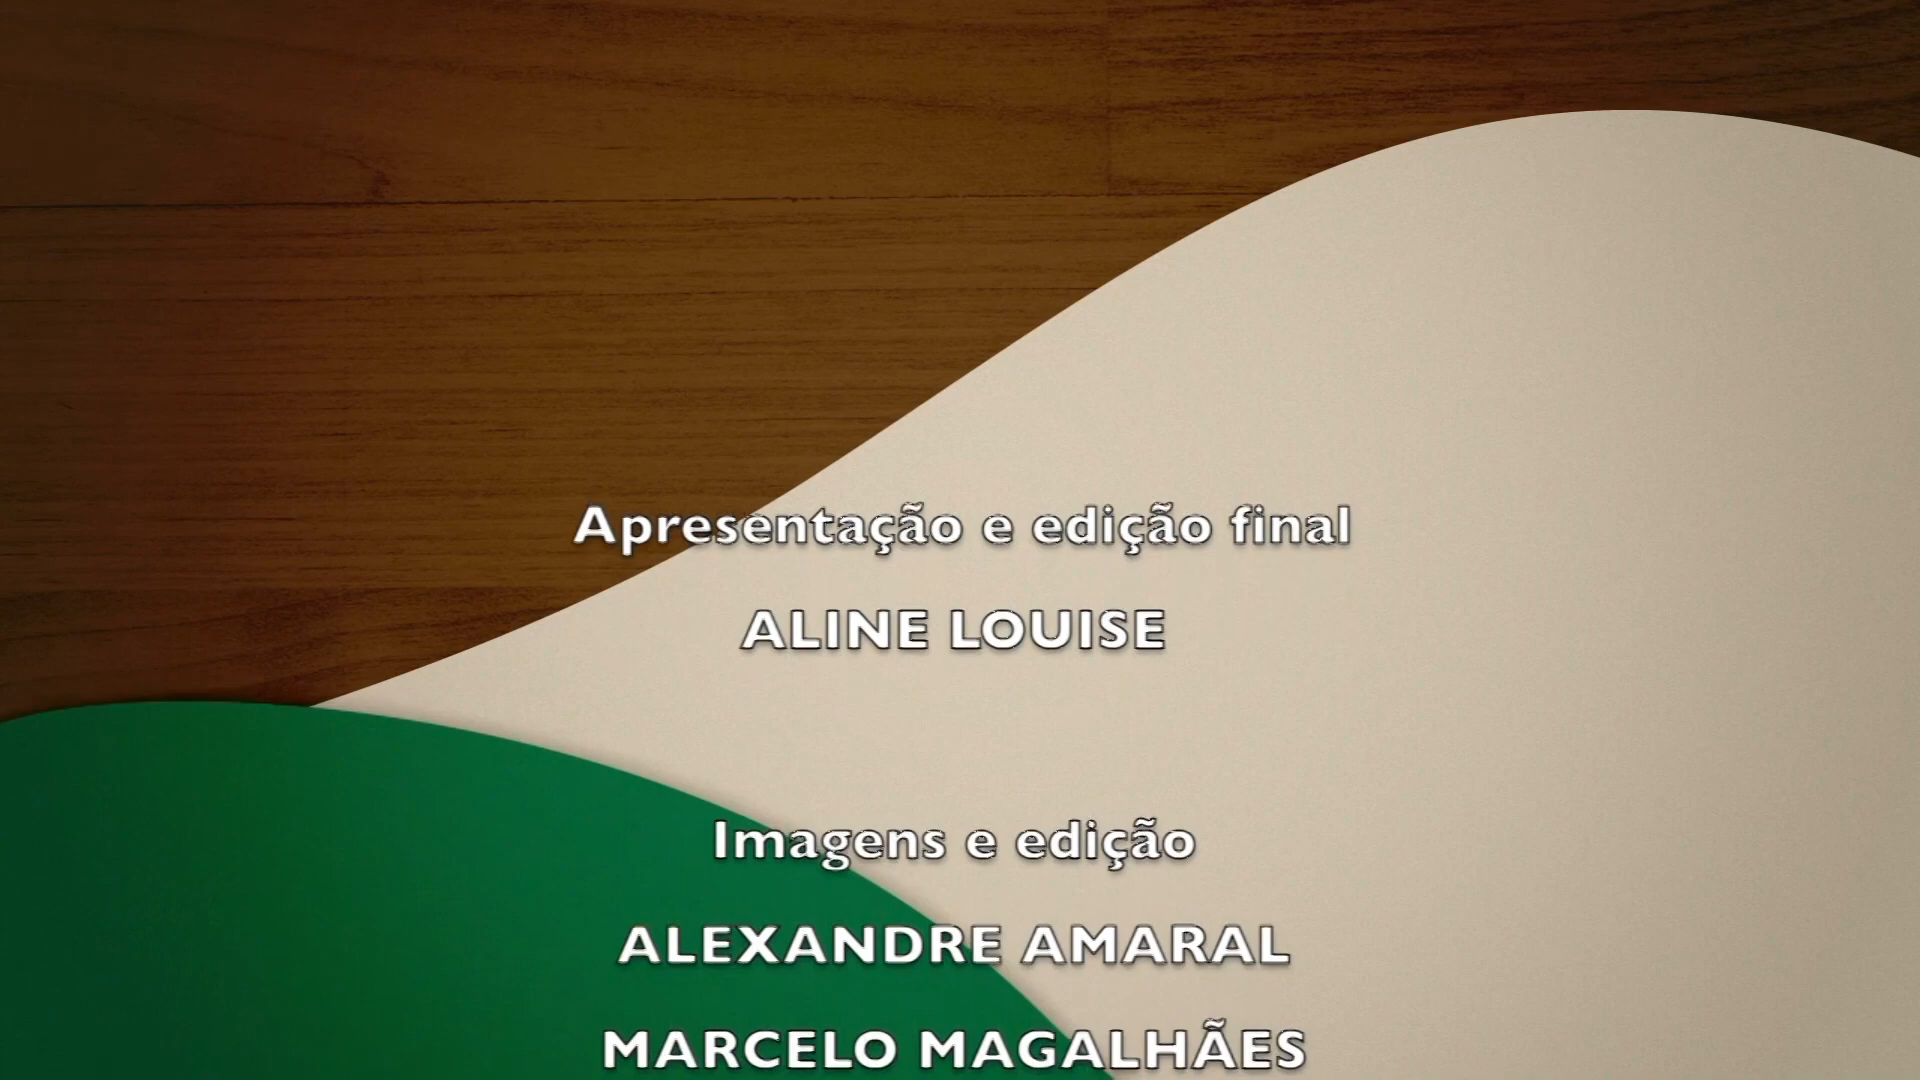 Apresentação e edição final
ALINE LOUISE
Imagens e edição
ALEXANDRE AMARAL
MARCELO MAGALHÃES